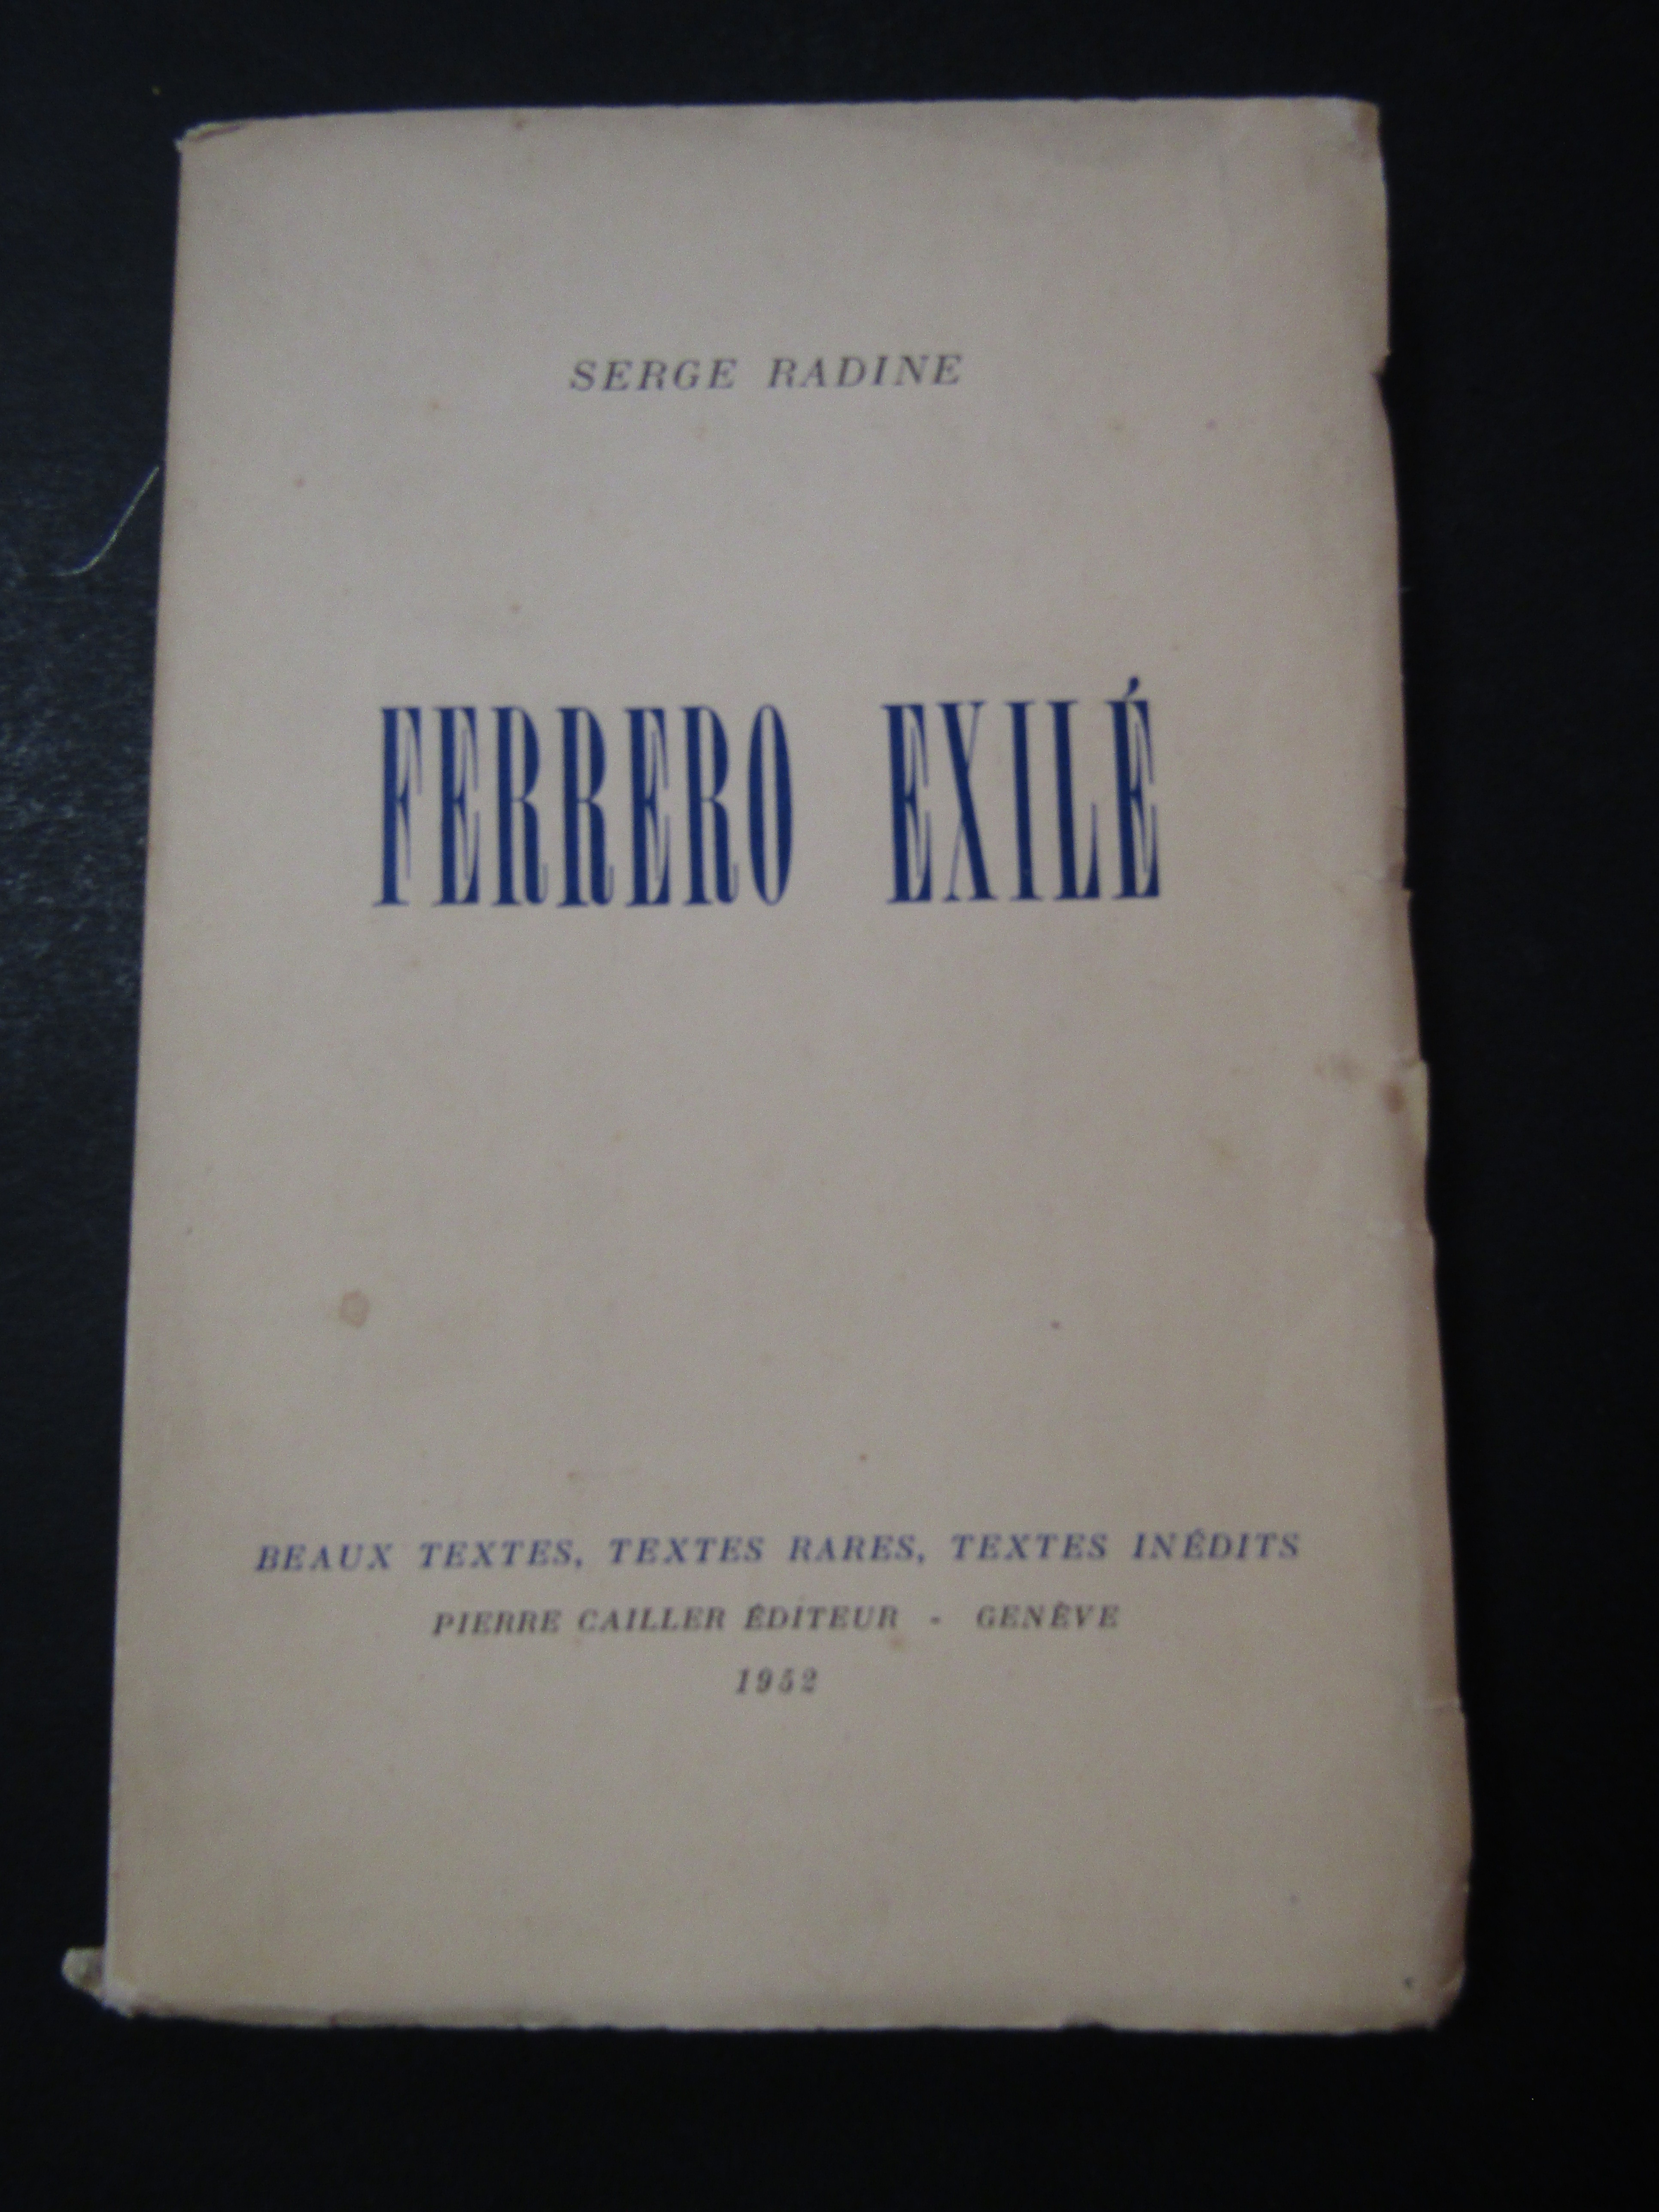 SERGE RADINE
FERRERO EXILÉ
BEAUX TEXTES, TEXTES RARES, TEXTES INÉDITS
PIERRE CAILLER ÉDITEUR - GENÈVE
1952